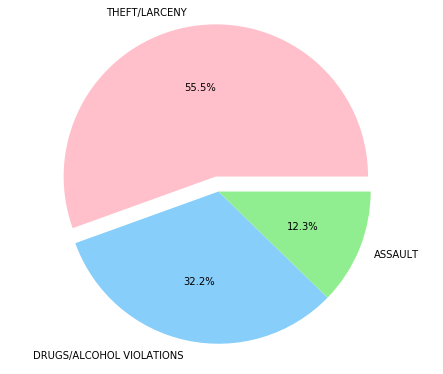 THEFT/LARCENY
55.5%
12.3%
ASSAULT
32.2%
DRUGS/ALCOHOL VIOLATIONS